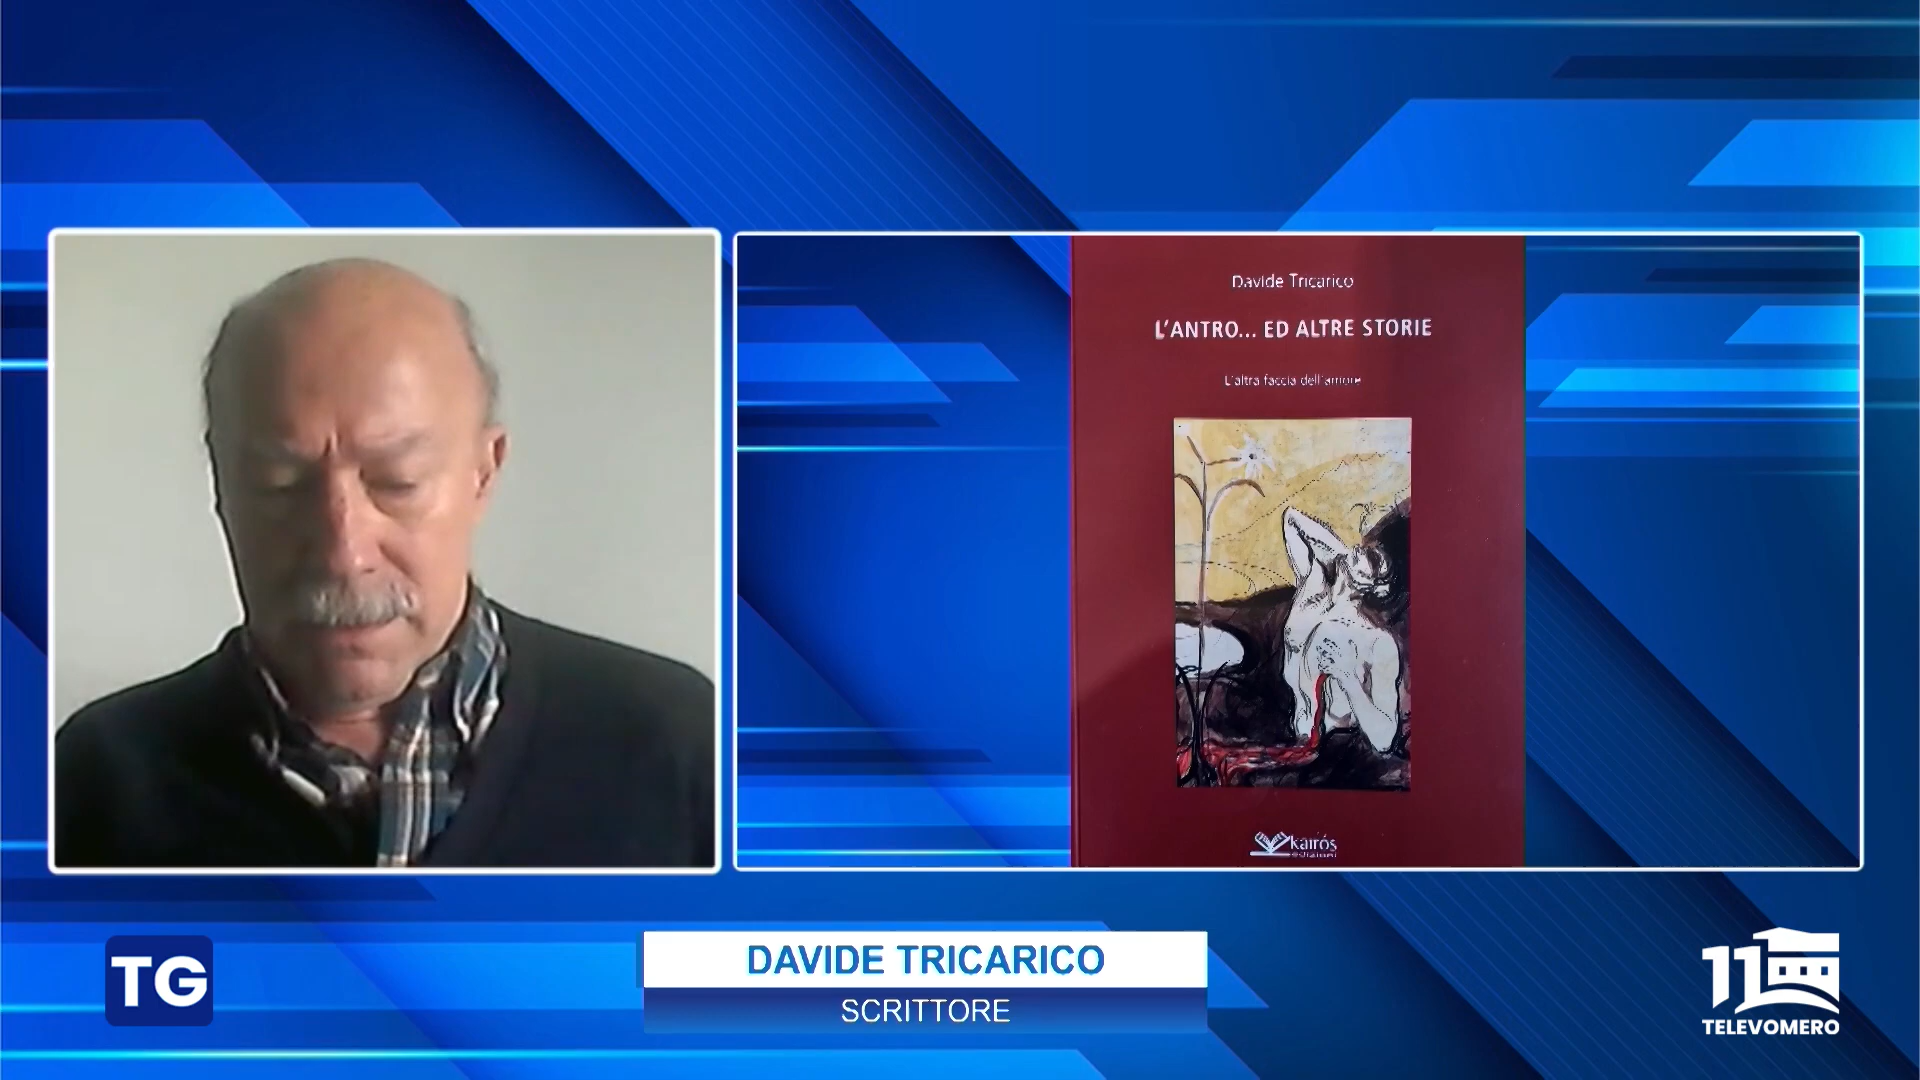 Davide Tricarico
L'ANTRO... ED ALTRE STORIE
L'altra faccia dell'amore
kairós
TG
DAVIDE TRICARICO
SCRITTORE
11
TELEVOMERO